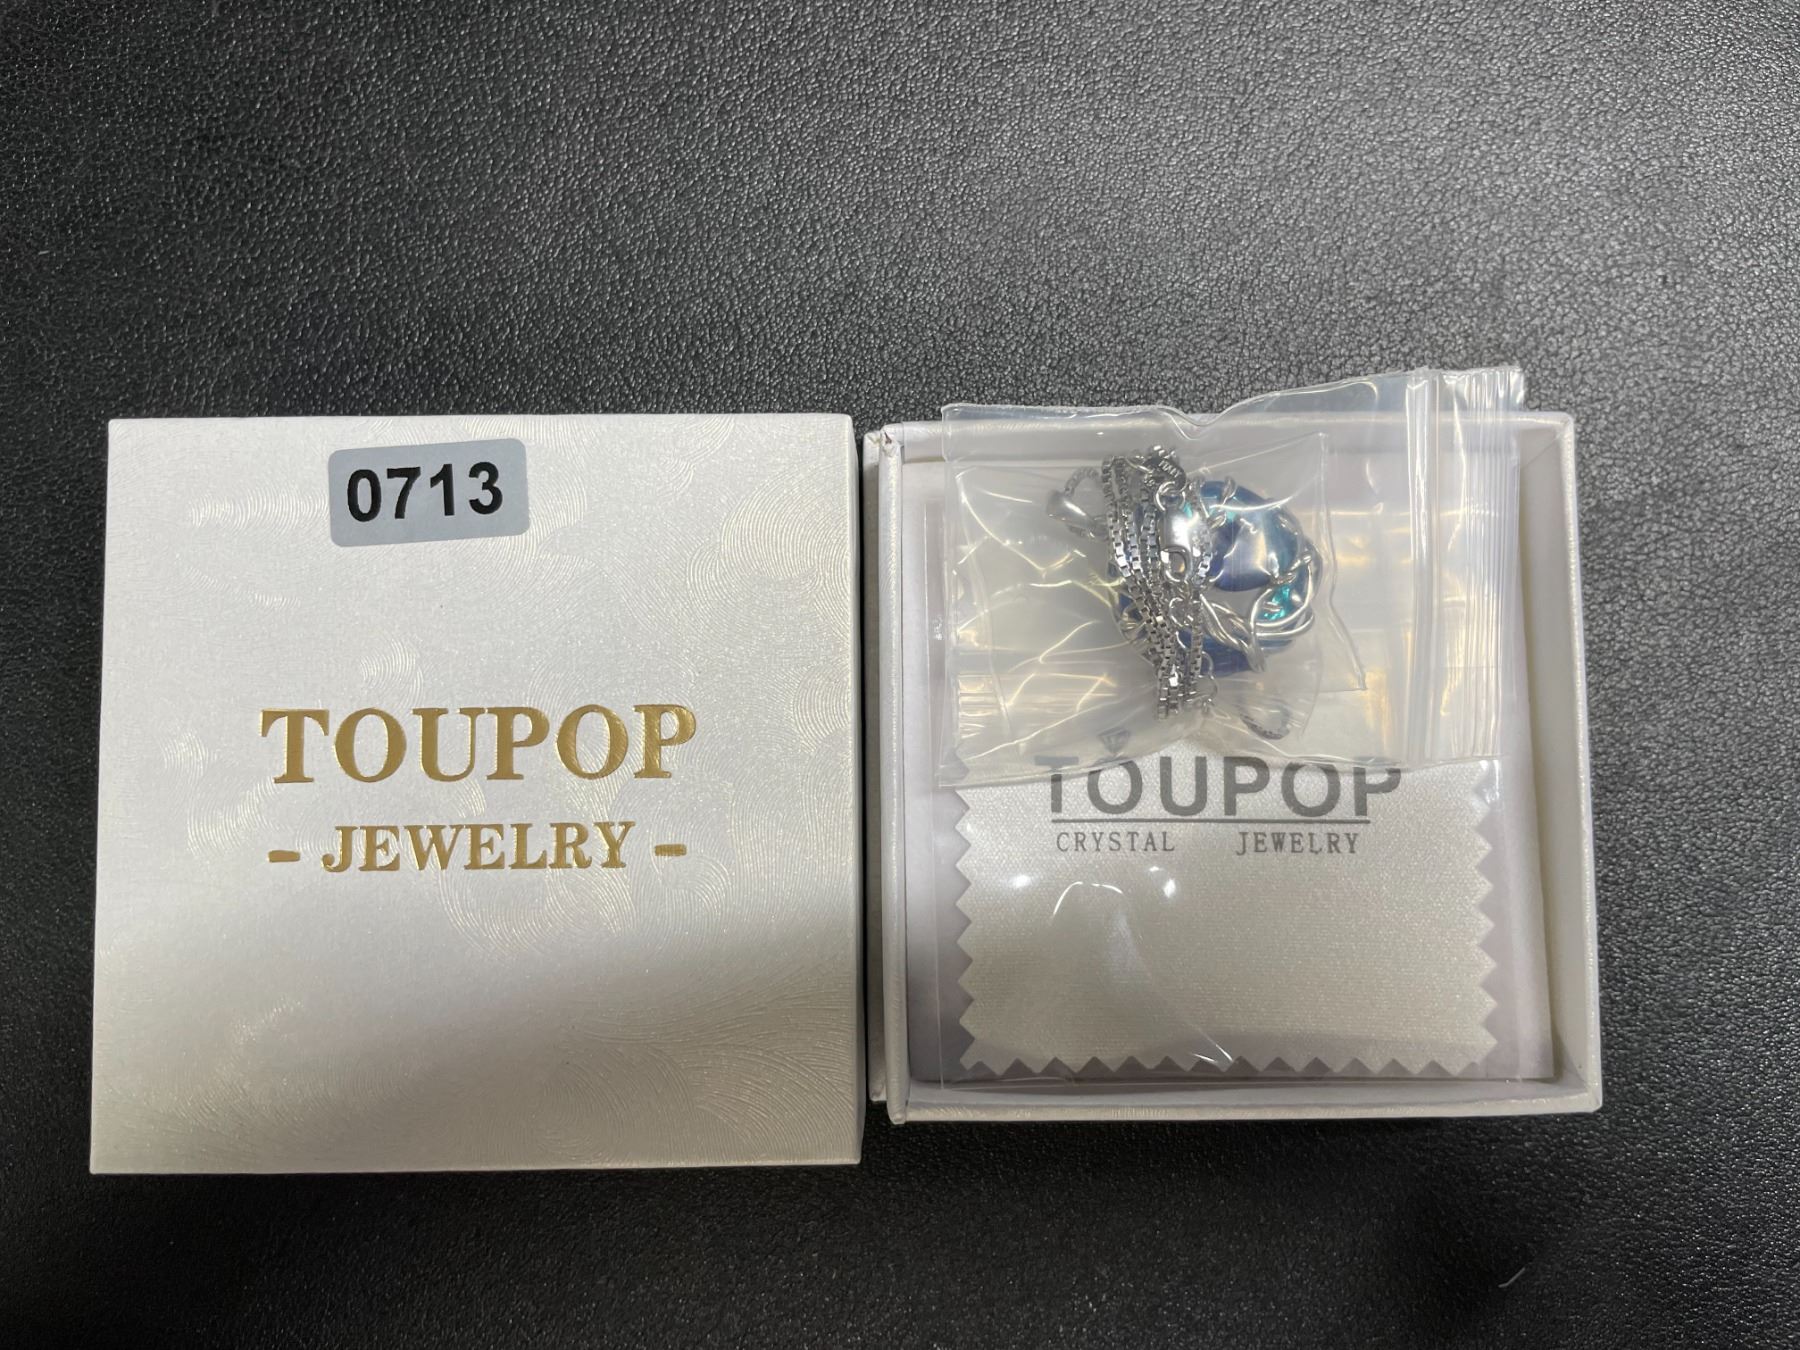 0713
TOUPOP
- JEWELRY -
TOUPOP
CRYSTAL JEWELRY